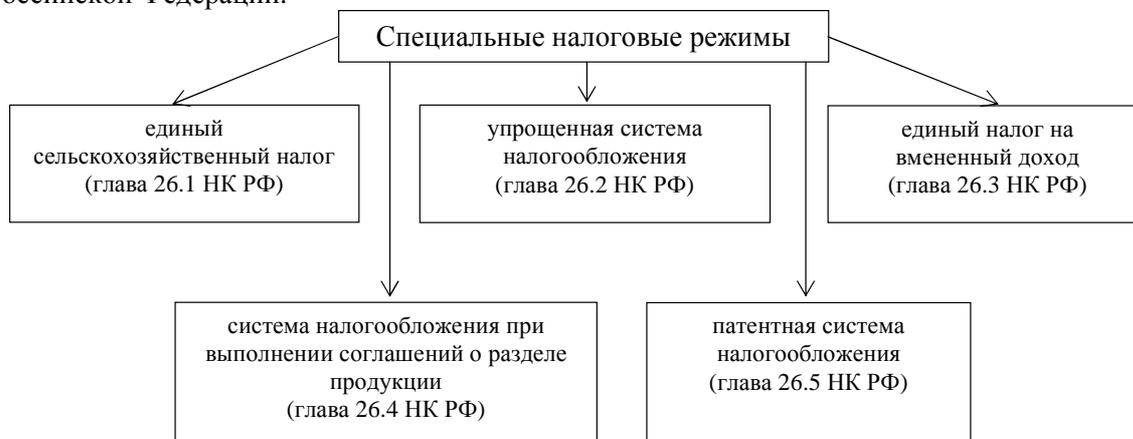 Федерации.
Специальные налоговые режимы
единый
сельскохозяйственный налог
(глава 26.1 НК РФ)
упрощенная система
налогообложения
(глава 26.2 НК РФ)
единый налог на
вмененный доход
(глава 26.3 НК РФ)
система налогообложения при
выполнении соглашений о разделе
продукции
(глава 26.4 НК РФ)
патентная система
налогообложения
(глава 26.5 НК РФ)